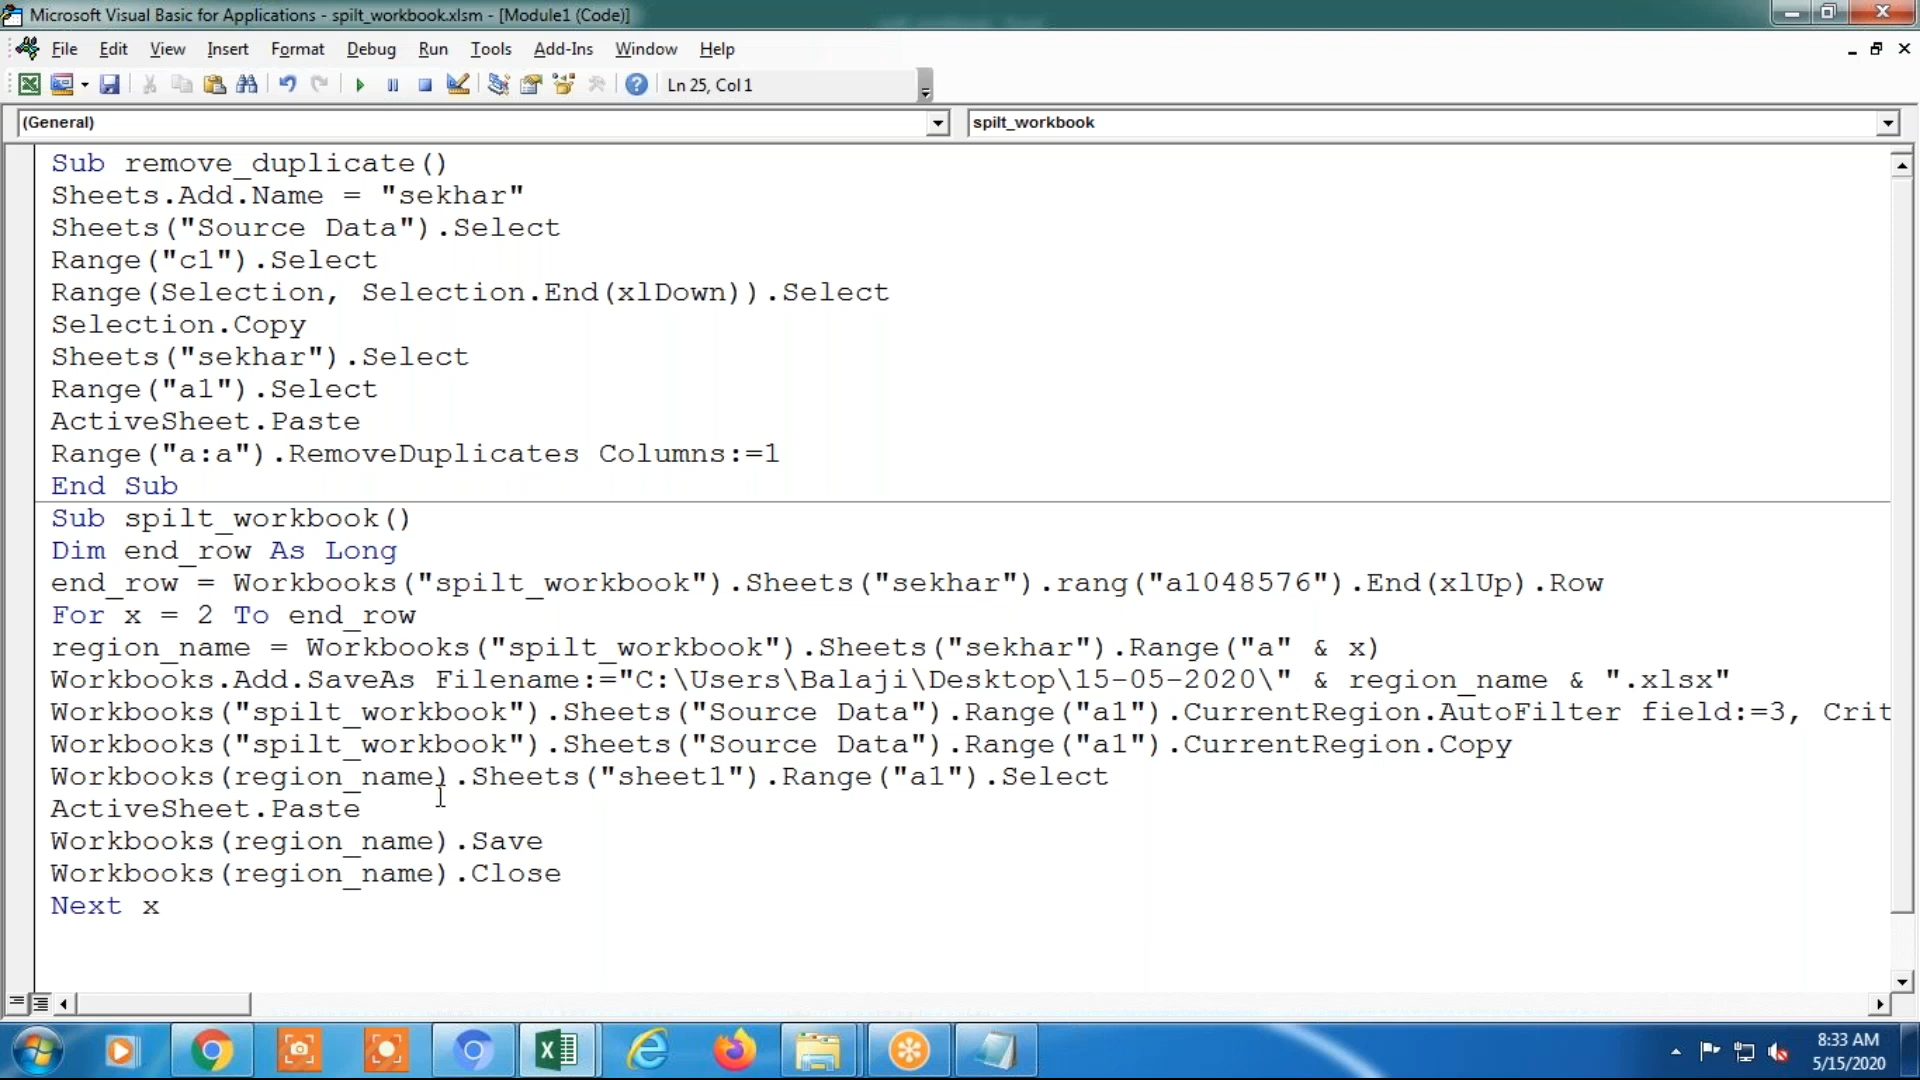 Microsoft Visual Basic for Applications - spilt_workbook.xlsm - [Module1 (Code)]
File Edit View Insert Format Debug Run Tools Add-Ins Window Help
Ln 25, Col 1
(General) spilt_workbook
Sub remove_duplicate()
Sheets.Add.Name = "sekhar"
Sheets("Source Data").Select
Range("c1").Select
Range(Selection, Selection.End(xlDown)).Select
Selection.Copy
Sheets("sekhar").Select
Range("a1").Select
ActiveSheet.Paste
Range("a:a").RemoveDuplicates Columns:=1
End Sub
Sub spilt_workbook()
Dim end_row As Long
end_row = Workbooks("spilt_workbook").Sheets("sekhar").rang("a1048576").End(xlUp).Row
For x = 2 To end_row
region_name = Workbooks("spilt_workbook").Sheets("sekhar").Range("a" & x)
Workbooks.Add.SaveAs Filename:="C:\Users\Balaji\Desktop\15-05-2020\" & region_name & ".xlsx"
Workbooks("spilt_workbook").Sheets("Source Data").Range("a1").CurrentRegion.AutoFilter field:=3, Crit
Workbooks("spilt_workbook").Sheets("Source Data").Range("a1").CurrentRegion.Copy
Workbooks(region_name).Sheets("sheet1").Range("a1").Select
ActiveSheet.Paste
Workbooks(region_name).Save
Workbooks(region_name).Close
Next x
8:33 AM
5/15/2020